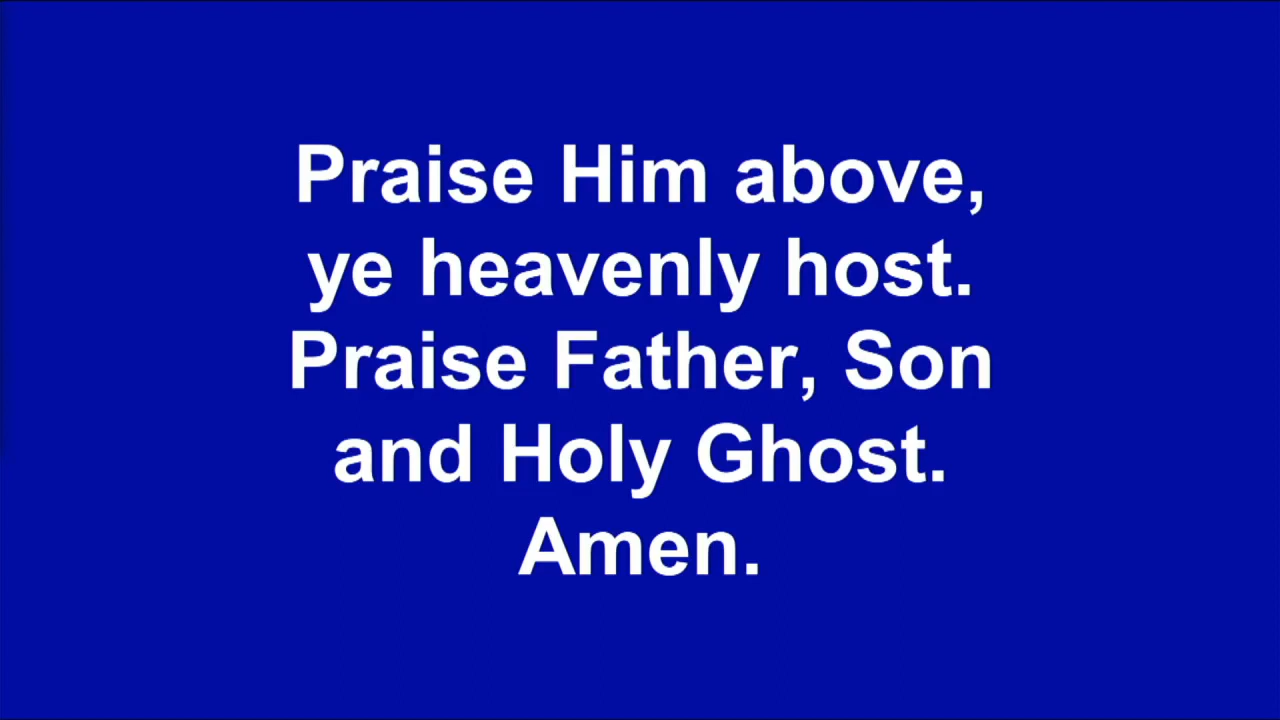 Praise Him above,
ye heavenly host.
Praise Father, Son
and Holy Ghost.
Amen.